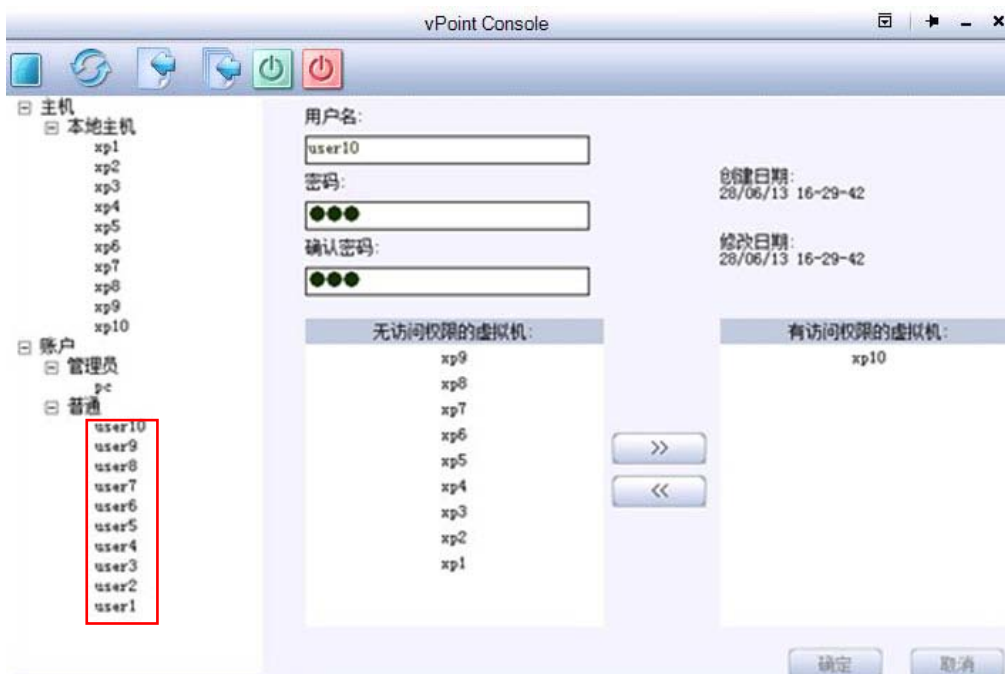 vPoint Console
主机
本地主机
xp1
xp2
xp3
xp4
xp5
xp6
xp7
xp8
xp9
xp10
账户
管理员
pc
普通
user10
user9
user8
user7
user6
user5
user4
user3
user2
user1
用户名:
user10
密码:
确认密码:
创建日期:
28/06/13 16-29-42
修改日期:
28/06/13 16-29-42
无访问权限的虚拟机:
xp9
xp8
xp7
xp6
xp5
xp4
xp3
xp2
xp1
>>
<<
有访问权限的虚拟机:
xp10
确定
取消